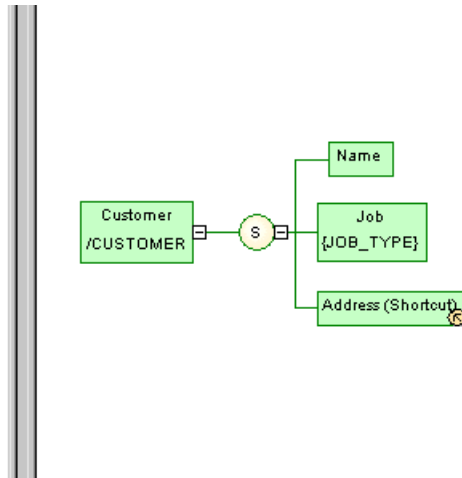 Customer
/CUSTOMER
S
Name
Job
{JOB_TYPE}
Address (Shortcut)